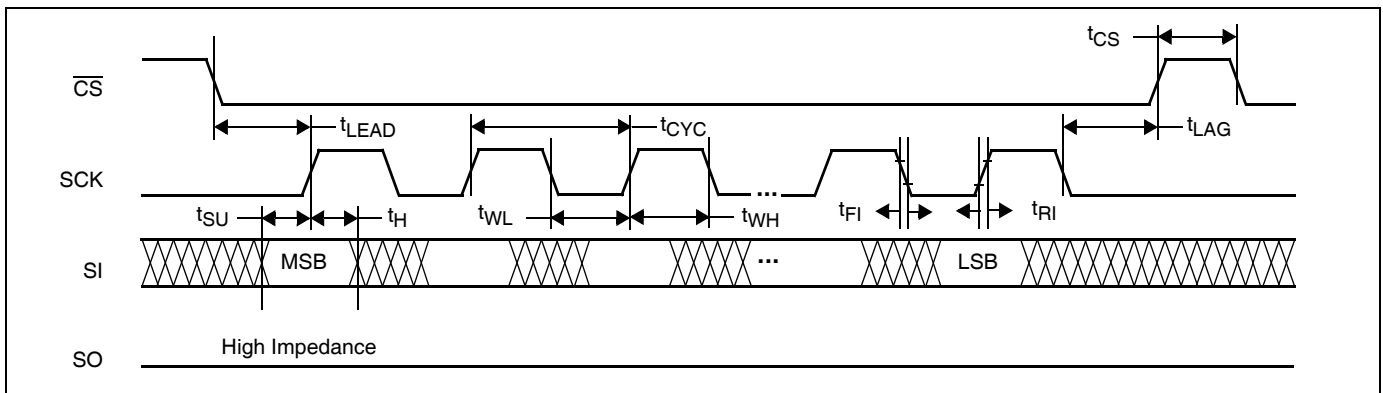 tCS
CS
tLEAD
tCYC
tLAG
SCK
...
tSU
tH
tWL
tWH
tFI
tRI
SI
MSB
...
LSB
High Impedance
SO